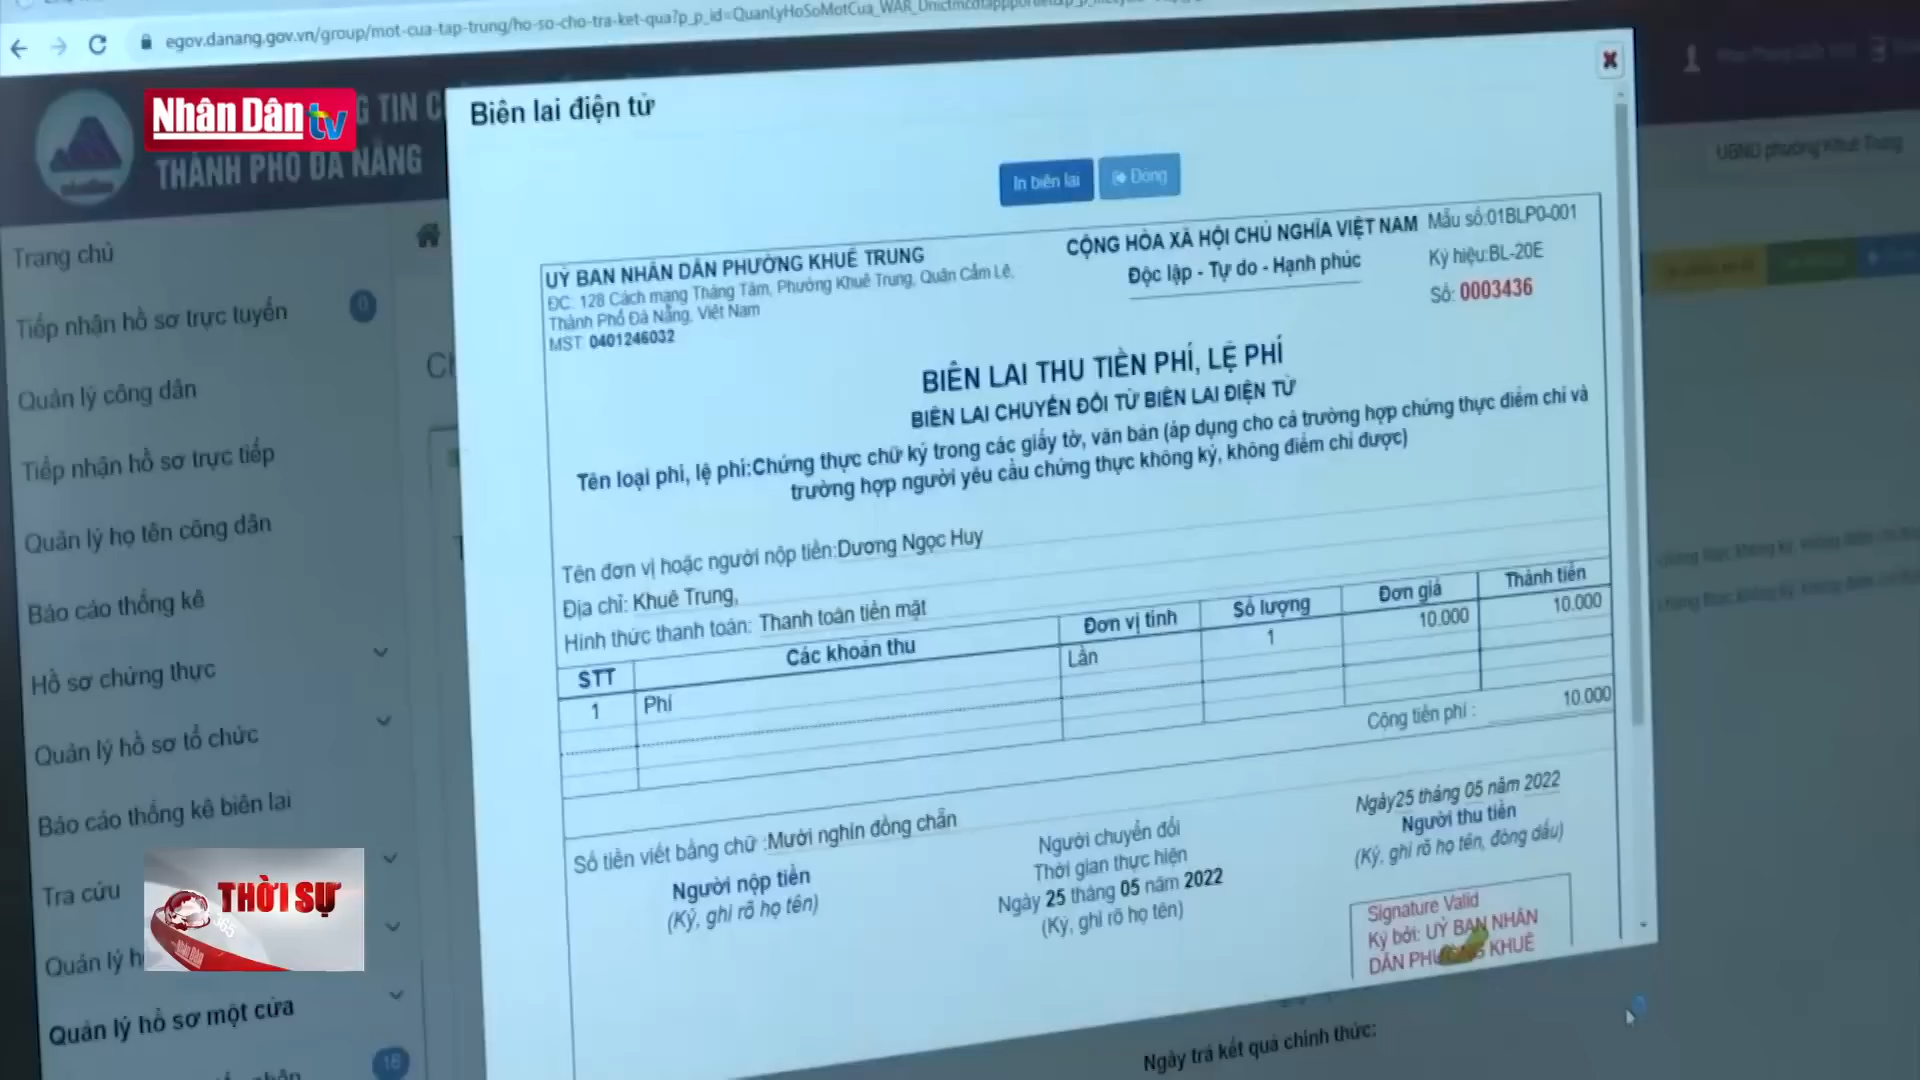 egov.danang.gov.vn/group/mot-cua-tap-trung/ho-so-cho-tra-ket-qua?p_p_id=QuanLyHoSoMotCua_WAR
Nhân Dân tv
G TIN C
THÀNH PHỐ ĐÀ NẴNG
UBND phường Khuê Trung
Trang chủ
Tiếp nhận hồ sơ trực tuyến 0
Quản lý công dân
Tiếp nhận hồ sơ trực tiếp
Quản lý họ tên công dân
Báo cáo thống kê
Hồ sơ chứng thực
Quản lý hồ sơ tổ chức
Báo cáo thống kê biên lai
Tra cứu
Quản lý h
Quản lý hồ sơ một cửa
16
Biên lai điện tử
In biên lai
Đóng
UỶ BAN NHÂN DÂN PHƯỜNG KHUÊ TRUNG
ĐC: 128 Cách mạng Tháng Tám, Phường Khuê Trung, Quận Cẩm Lệ,
Thành Phố Đà Nẵng, Việt Nam
MST: 0401246032
CỘNG HÒA XÃ HỘI CHỦ NGHĨA VIỆT NAM
Độc lập - Tự do - Hạnh phúc
Mẫu số:01BLP0-001
Ký hiệu:BL-20E
Số: 0003436
BIÊN LAI THU TIỀN PHÍ, LỆ PHÍ
BIÊN LAI CHUYỂN ĐỔI TỪ BIÊN LAI ĐIỆN TỬ
Tên loại phí, lệ phí:Chứng thực chữ ký trong các giấy tờ, văn bản (áp dụng cho cả trường hợp chứng thực điểm chỉ và
trường hợp người yêu cầu chứng thực không ký, không điểm chỉ được)
Tên đơn vị hoặc người nộp tiền:Dương Ngọc Huy
Địa chỉ: Khuê Trung,
Hình thức thanh toán: Thanh toán tiền mặt
STT Các khoản thu Đơn vị tính Số lượng Đơn giá Thành tiền
1 Phí Lần 1 10.000 10.000
Cộng tiền phí : 10.000
Số tiền viết bằng chữ :Mười nghìn đồng chẵn
Người nộp tiền
(Ký, ghi rõ họ tên)
Người chuyển đổi
Thời gian thực hiện
Ngày 25 tháng 05 năm 2022
(Ký, ghi rõ họ tên)
Ngày25 tháng 05 năm 2022
Người thu tiền
(Ký, ghi rõ họ tên, đóng dấu)
Signature Valid
Ký bởi: UỶ BAN NHÂN
DÂN PHƯỜNG KHUÊ
Ngày trả kết quả chính thức:
THỜI SỰ
365
Nhân Dân